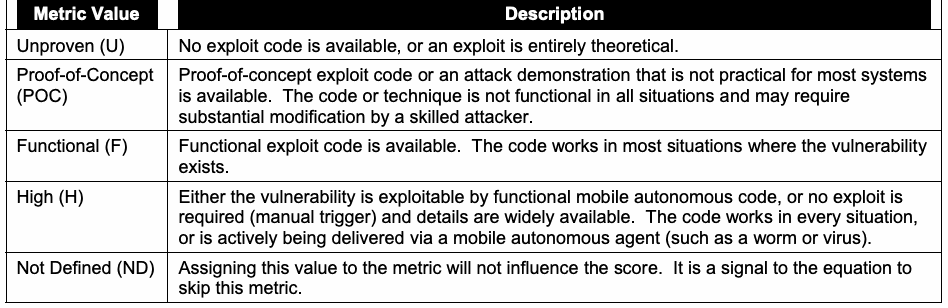 Metric Value Description
Unproven (U) No exploit code is available, or an exploit is entirely theoretical.
Proof-of-Concept Proof-of-concept exploit code or an attack demonstration that is not practical for most systems
(POC) is available. The code or technique is not functional in all situations and may require
substantial modification by a skilled attacker.
Functional (F) Functional exploit code is available. The code works in most situations where the vulnerability
exists.
High (H) Either the vulnerability is exploitable by functional mobile autonomous code, or no exploit is
required (manual trigger) and details are widely available. The code works in every situation,
or is actively being delivered via a mobile autonomous agent (such as a worm or virus).
Not Defined (ND) Assigning this value to the metric will not influence the score. It is a signal to the equation to
skip this metric.